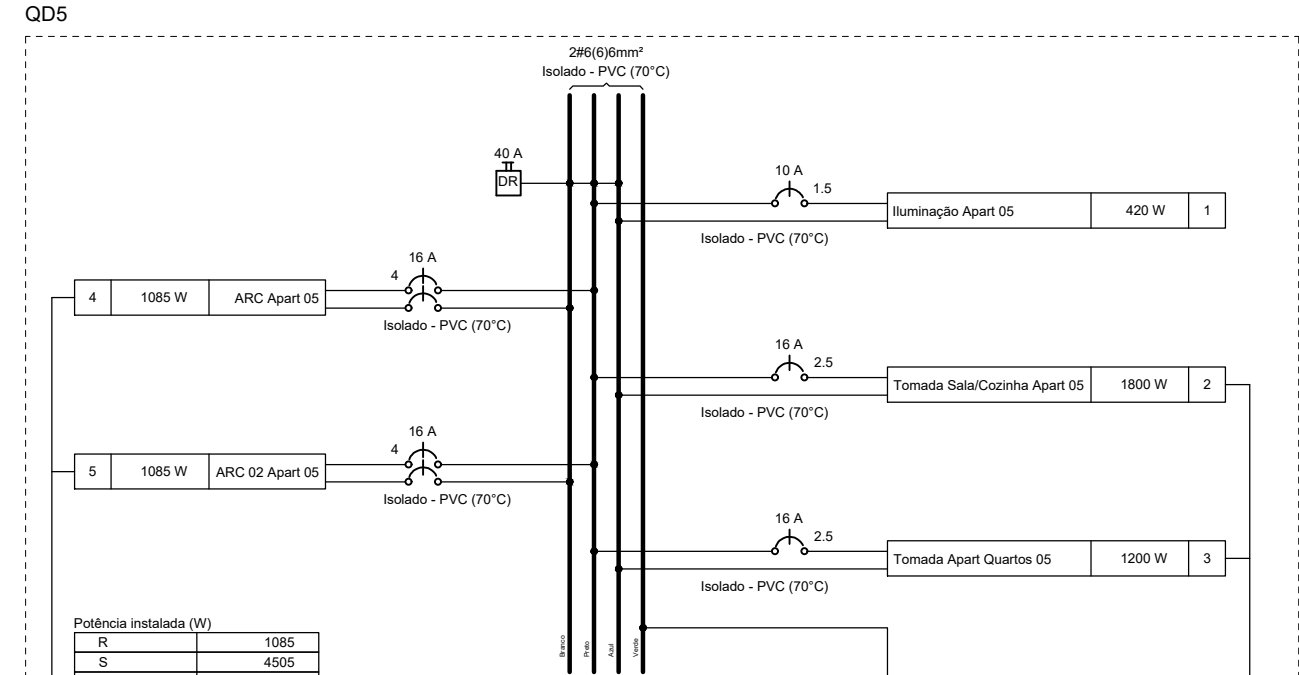 QD5
2#6(6)6mm²
Isolado - PVC (70°C)
40 A
DR
10 A
1.5
Iluminação Apart 05 420 W 1
Isolado - PVC (70°C)
16 A
4
4 1085 W ARC Apart 05
Isolado - PVC (70°C)
16 A
2.5
Tomada Sala/Cozinha Apart 05 1800 W 2
Isolado - PVC (70°C)
16 A
4
5 1085 W ARC 02 Apart 05
Isolado - PVC (70°C)
16 A
2.5
Tomada Apart Quartos 05 1200 W 3
Isolado - PVC (70°C)
Potência instalada (W)
R 1085
S 4505
Branco
Preto
Azul
Verde